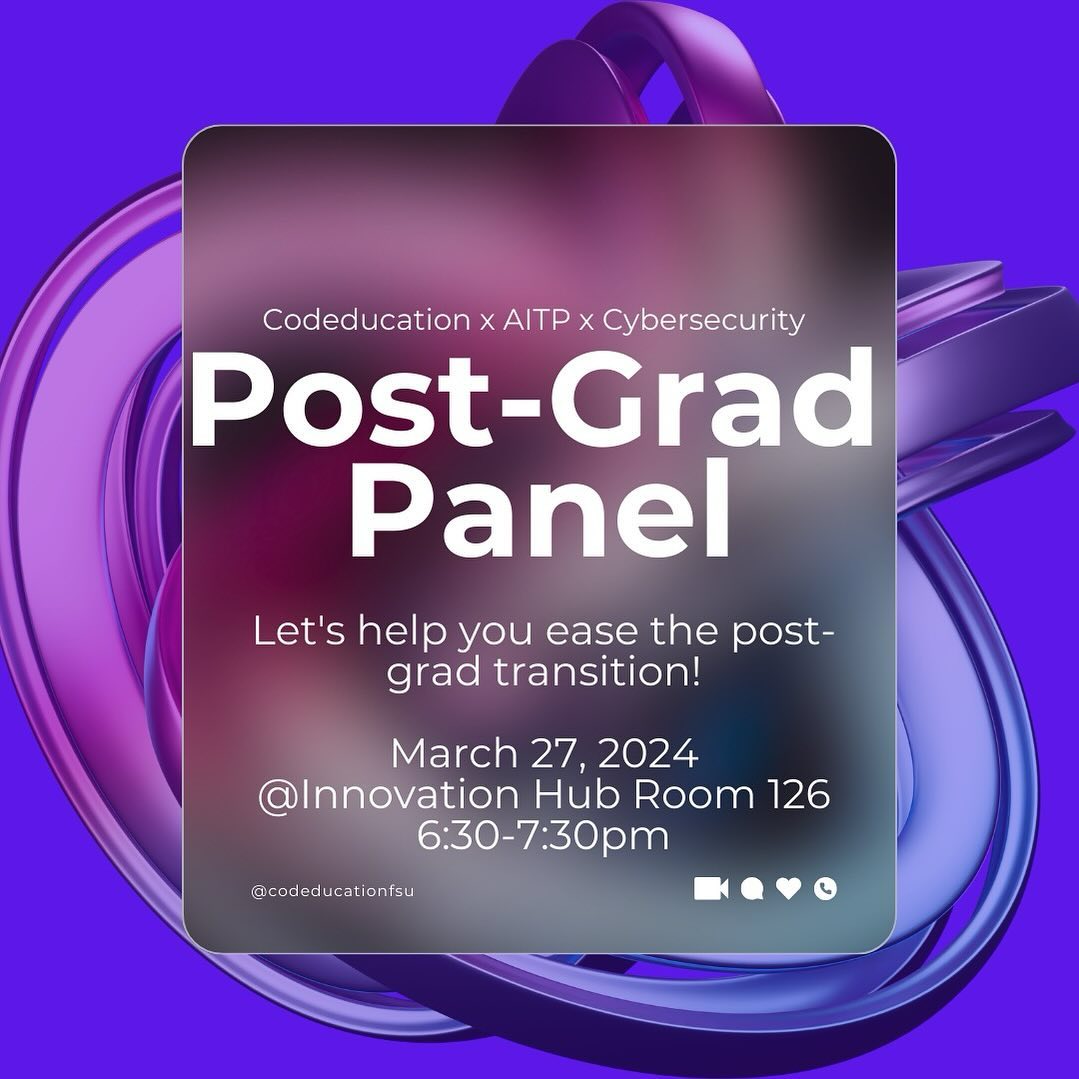 Codeducation x AITP x Cybersecurity
Post-Grad
Panel
Let's help you ease the post-
grad transition!
March 27, 2024
@Innovation Hub Room 126
6:30-7:30pm
@codeducationfsu